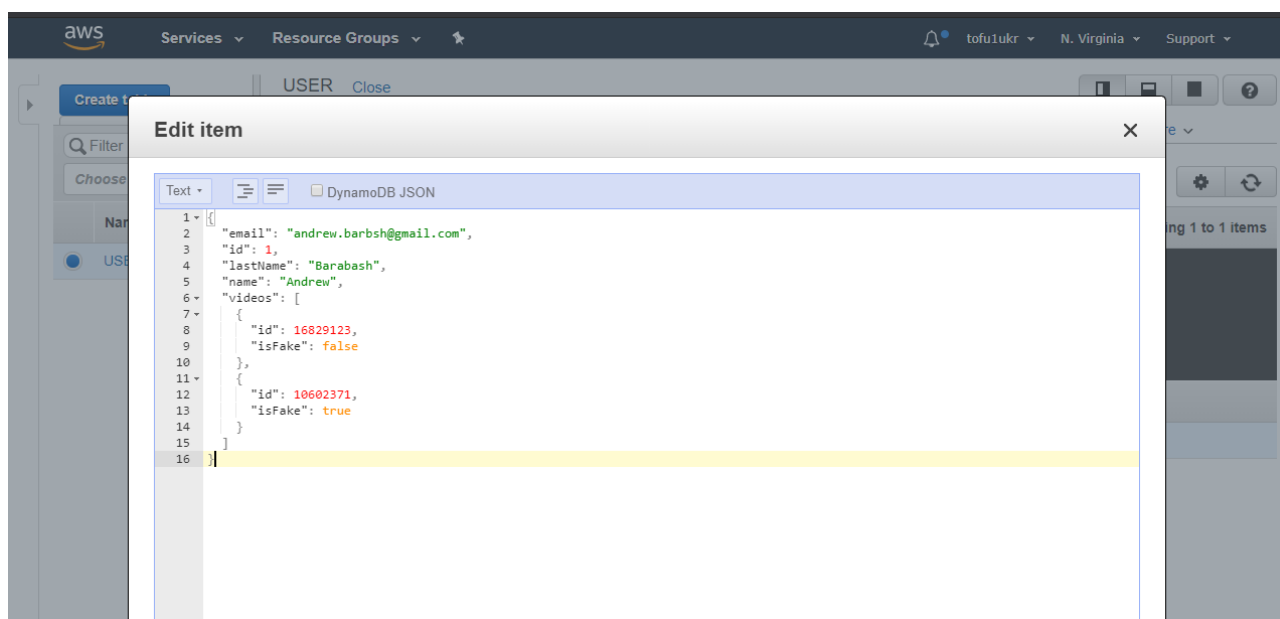 aws Services Resource Groups tofu1ukr N. Virginia Support
USER Close
Create t
Edit item
Filter
Choose
Text DynamoDB JSON
Nar
ing 1 to 1 items
USE
1 {
2 "email": "andrew.barbsh@gmail.com",
3 "id": 1,
4 "lastName": "Barabash",
5 "name": "Andrew",
6 "videos": [
7 {
8 "id": 16829123,
9 "isFake": false
10 },
11 {
12 "id": 10602371,
13 "isFake": true
14 }
15 ]
16 }